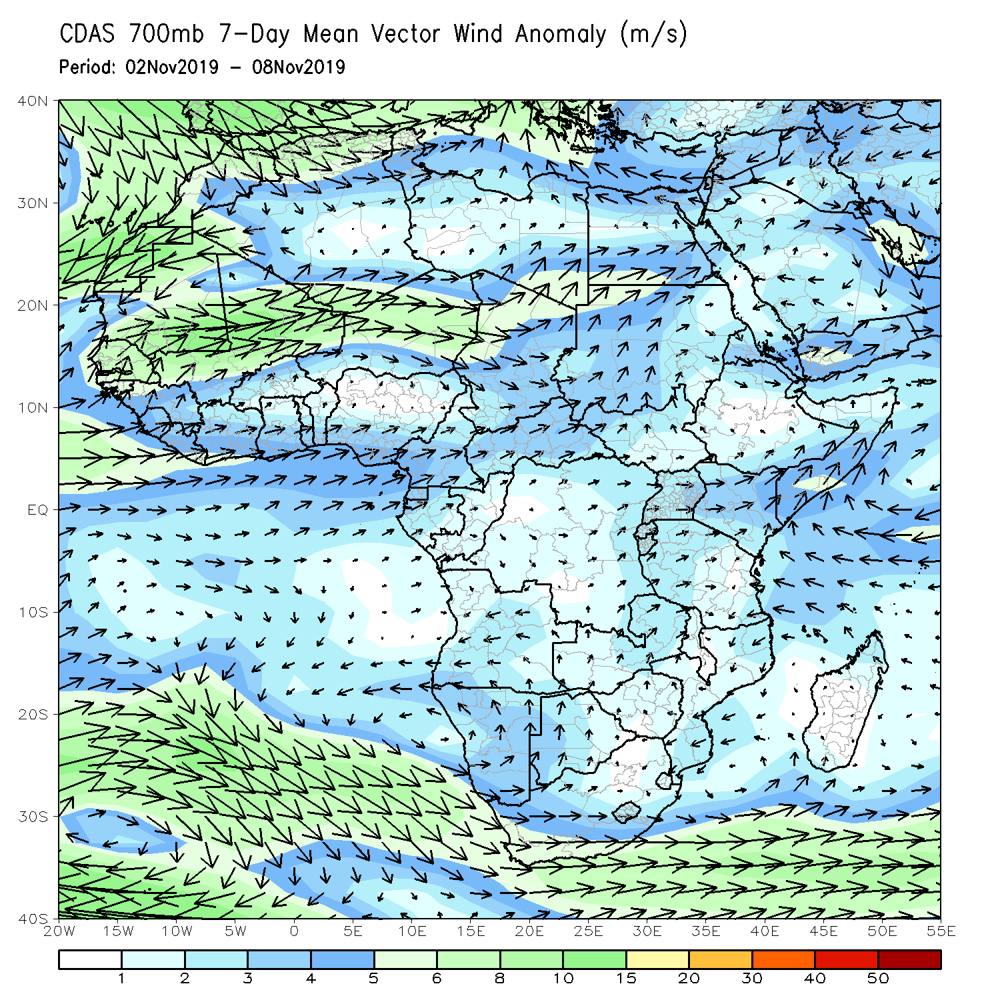 CDAS 700mb 7-Day Mean Vector Wind Anomaly (m/s)
Period: 02Nov2019 - 08Nov2019
40N
30N
20N
10N
EQ
10S
20S
30S
40S
20W 15W 10W 5W 0 5E 10E 15E 20E 25E 30E 35E 40E 45E 50E 55E
1 2 3 4 5 6 8 10 15 20 30 40 50